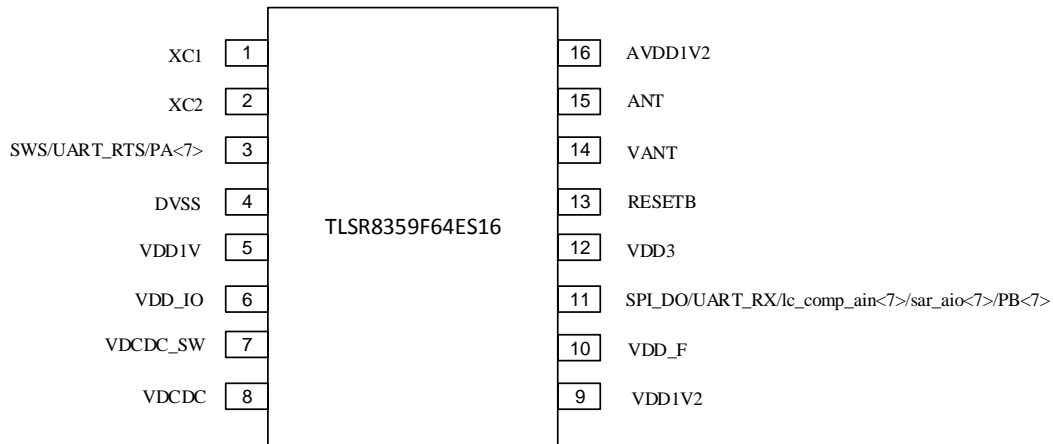 XC1 1
XC2 2
SWS/UART_RTS/PA<7> 3
DVSS 4
VDD1V 5
VDD_IO 6
VDCDC_SW 7
VDCDC 8
TLSR8359F64ES16
16 AVDD1V2
15 ANT
14 VANT
13 RESETB
12 VDD3
11 SPI_DO/UART_RX/lc_comp_ain<7>/sar_aio<7>/PB<7>
10 VDD_F
9 VDD1V2